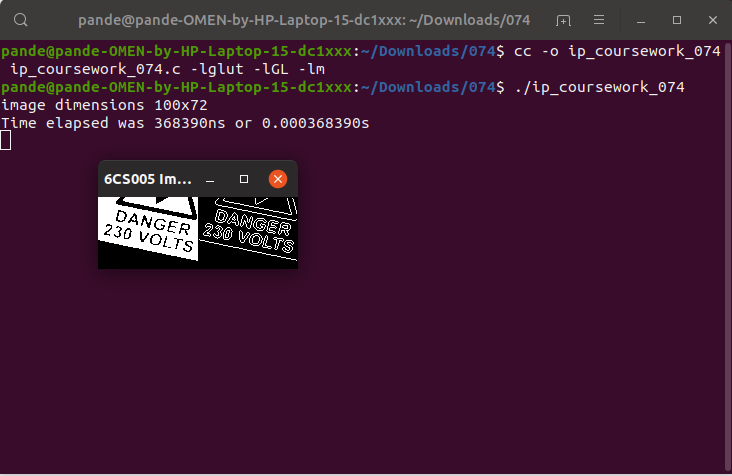 pande@pande-OMEN-by-HP-Laptop-15-dc1xxx: ~/Downloads/074
pande@pande-OMEN-by-HP-Laptop-15-dc1xxx:~/Downloads/074$ cc -o ip_coursework_074
 ip_coursework_074.c -lglut -lGL -lm
pande@pande-OMEN-by-HP-Laptop-15-dc1xxx:~/Downloads/074$ ./ip_coursework_074
image dimensions 100x72
Time elapsed was 368390ns or 0.000368390s
6CS005 Im...
DANGER
230 VOLTS
DANGER
230 VOLTS